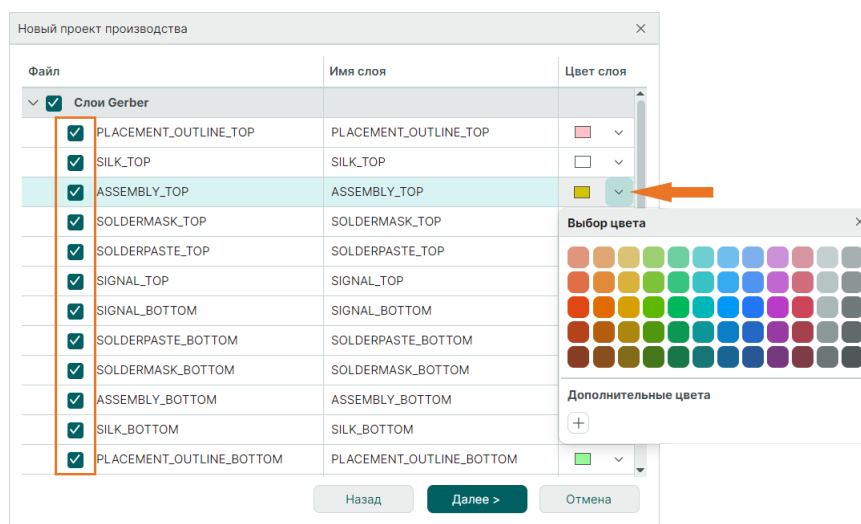 Новый проект производства
Файл Имя слоя Цвет слоя
Слои Gerber
PLACEMENT_OUTLINE_TOP PLACEMENT_OUTLINE_TOP
SILK_TOP SILK_TOP
ASSEMBLY_TOP ASSEMBLY_TOP
SOLDERMASK_TOP SOLDERMASK_TOP
Выбор цвета
SOLDERPASTE_TOP SOLDERPASTE_TOP
SIGNAL_TOP SIGNAL_TOP
SIGNAL_BOTTOM SIGNAL_BOTTOM
SOLDERPASTE_BOTTOM SOLDERPASTE_BOTTOM
SOLDERMASK_BOTTOM SOLDERMASK_BOTTOM
ASSEMBLY_BOTTOM ASSEMBLY_BOTTOM
Дополнительные цвета
SILK_BOTTOM SILK_BOTTOM
PLACEMENT_OUTLINE_BOTTOM PLACEMENT_OUTLINE_BOTTOM
Назад Далее > Отмена